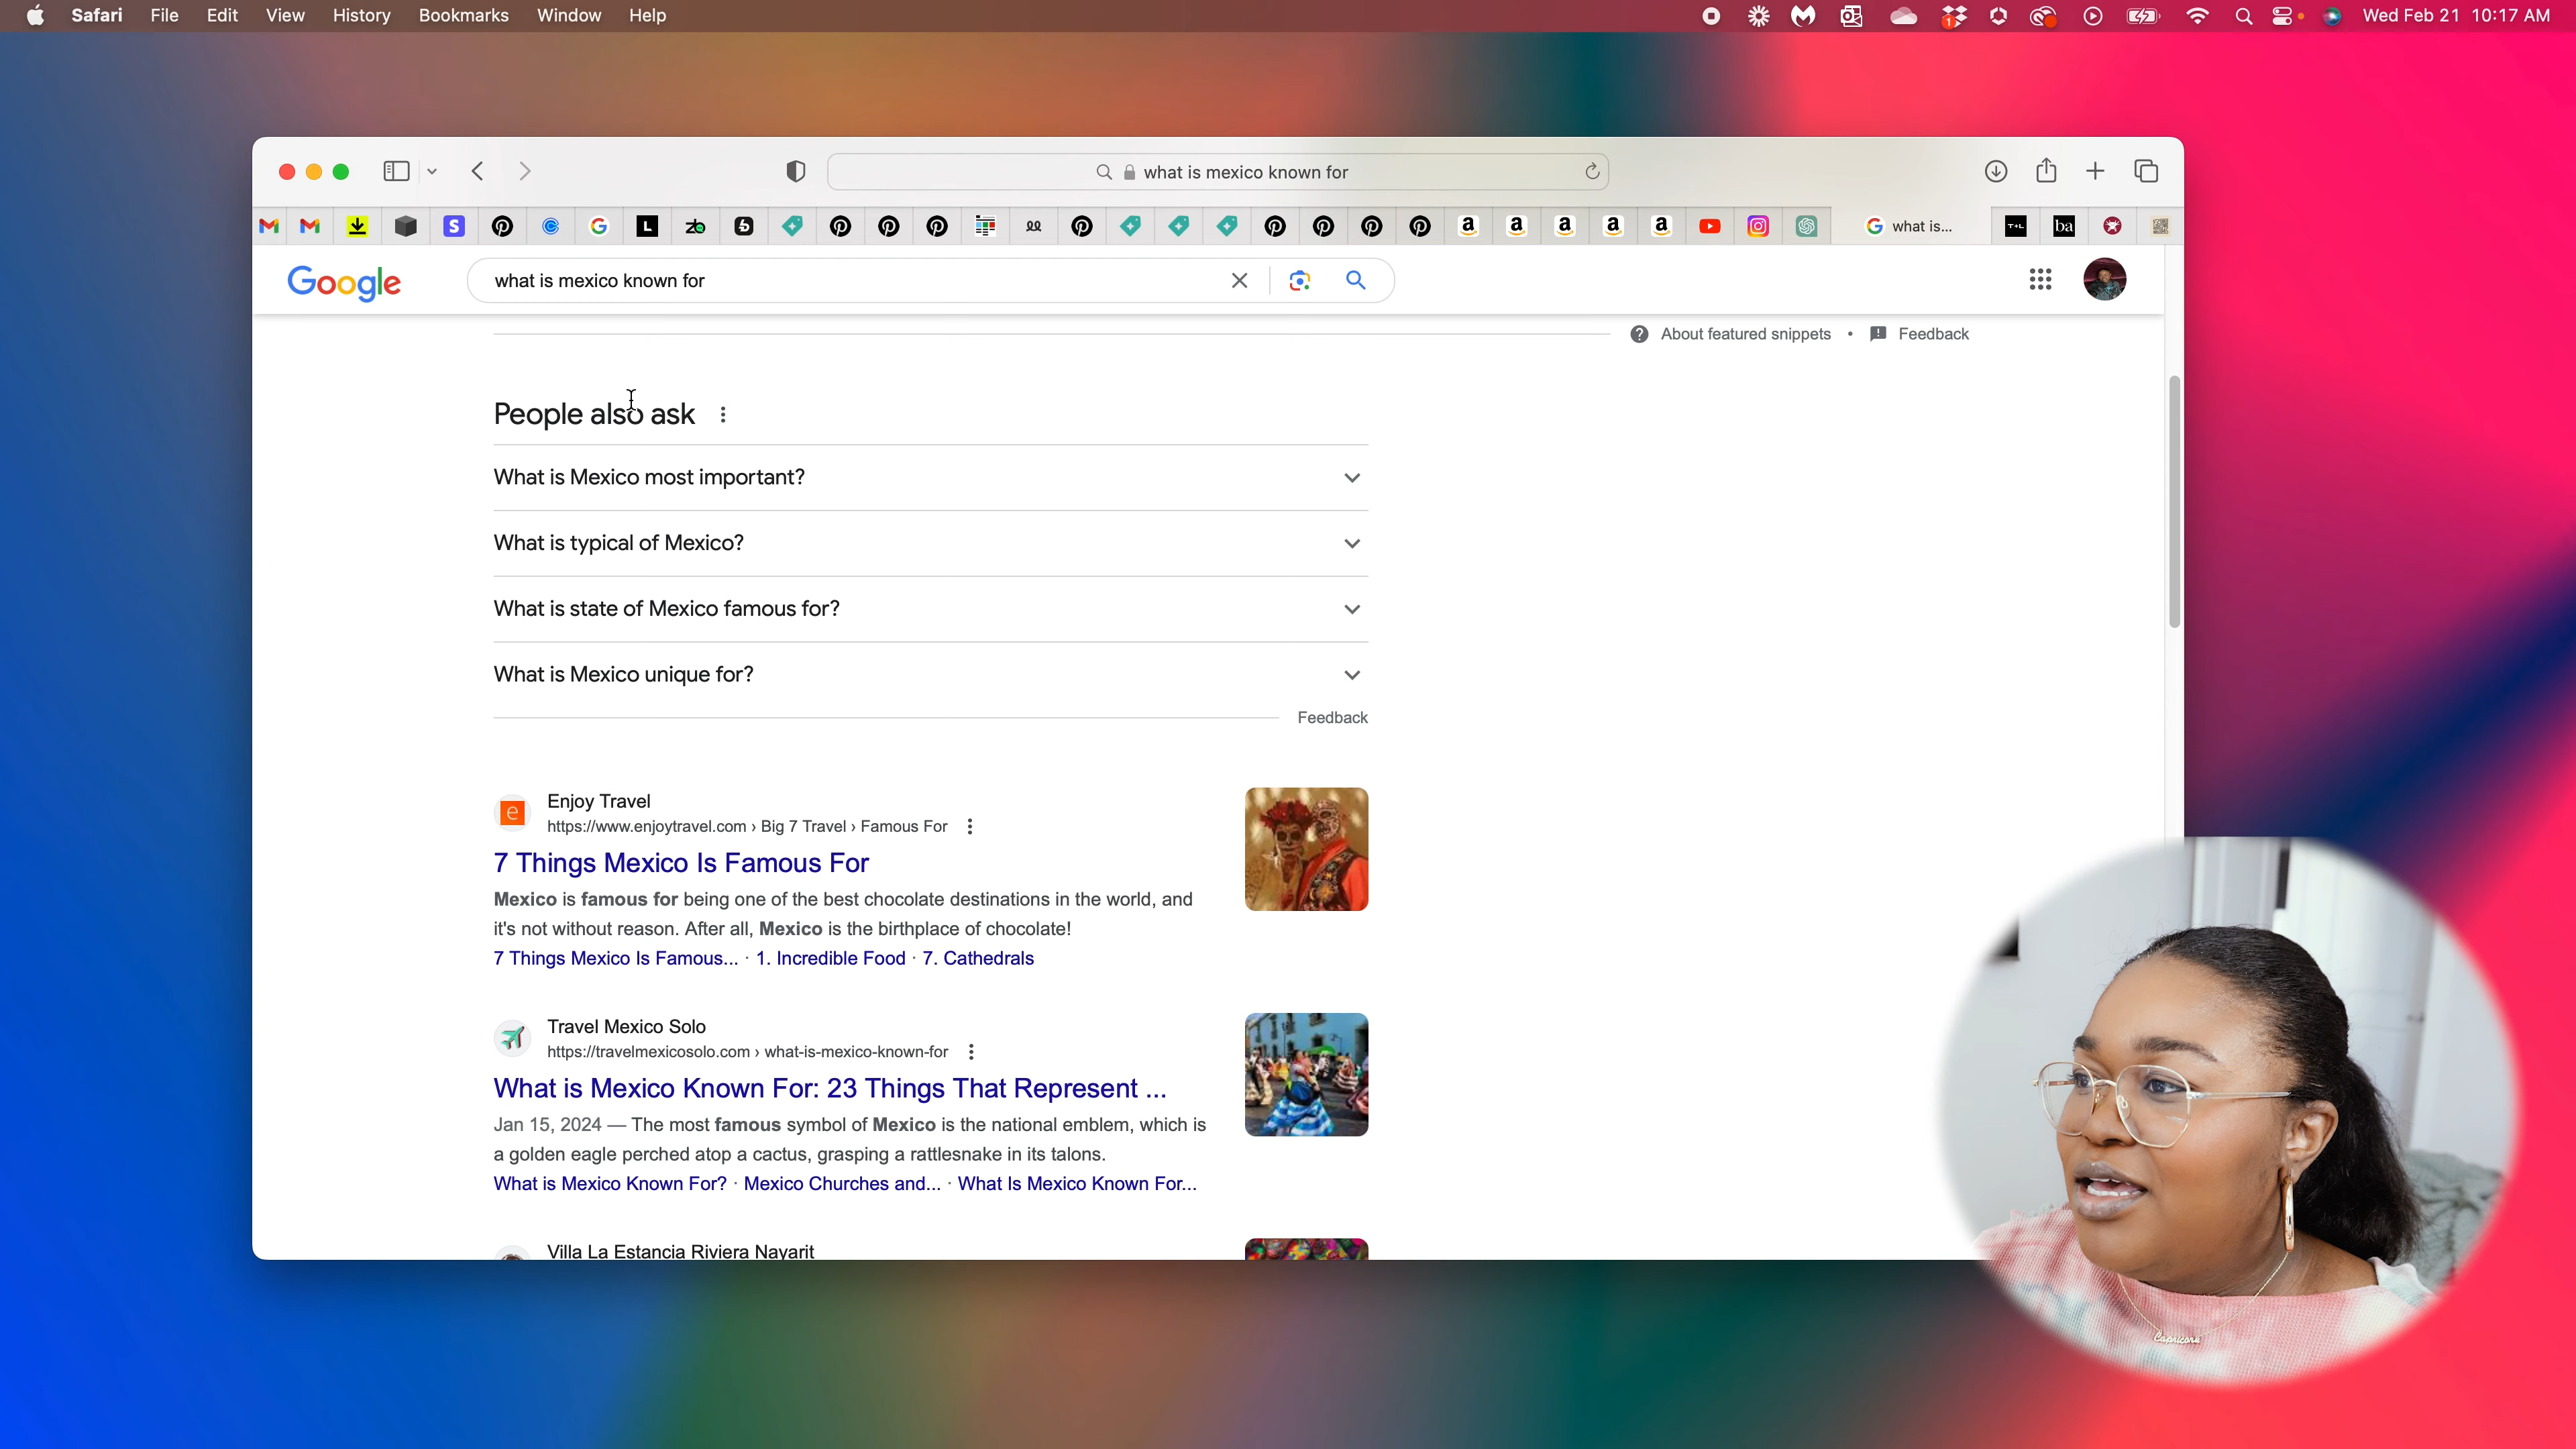 Safari File Edit View History Bookmarks Window Help
1
Wed Feb 21 10:17 AM
what is mexico known for
what is...
T+L
ba
Google
what is mexico known for
About featured snippets • Feedback
People also ask
What is Mexico most important?
What is typical of Mexico?
What is state of Mexico famous for?
What is Mexico unique for?
Feedback
Enjoy Travel
https://www.enjoytravel.com › Big 7 Travel › Famous For
7 Things Mexico Is Famous For
Mexico is famous for being one of the best chocolate destinations in the world, and
it's not without reason. After all, Mexico is the birthplace of chocolate!
7 Things Mexico Is Famous... · 1. Incredible Food · 7. Cathedrals
Travel Mexico Solo
https://travelmexicosolo.com › what-is-mexico-known-for
What is Mexico Known For: 23 Things That Represent ...
Jan 15, 2024 — The most famous symbol of Mexico is the national emblem, which is
a golden eagle perched atop a cactus, grasping a rattlesnake in its talons.
What is Mexico Known For? · Mexico Churches and... · What Is Mexico Known For...
Villa La Estancia Riviera Nayarit
Capricorn